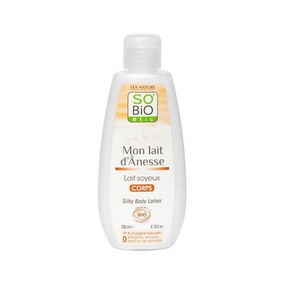 LÉA NATURE
SO'
BiO
étic
Mon lait
d'Ânesse
Lait soyeux
CORPS
Silky Body Lotion
BIO